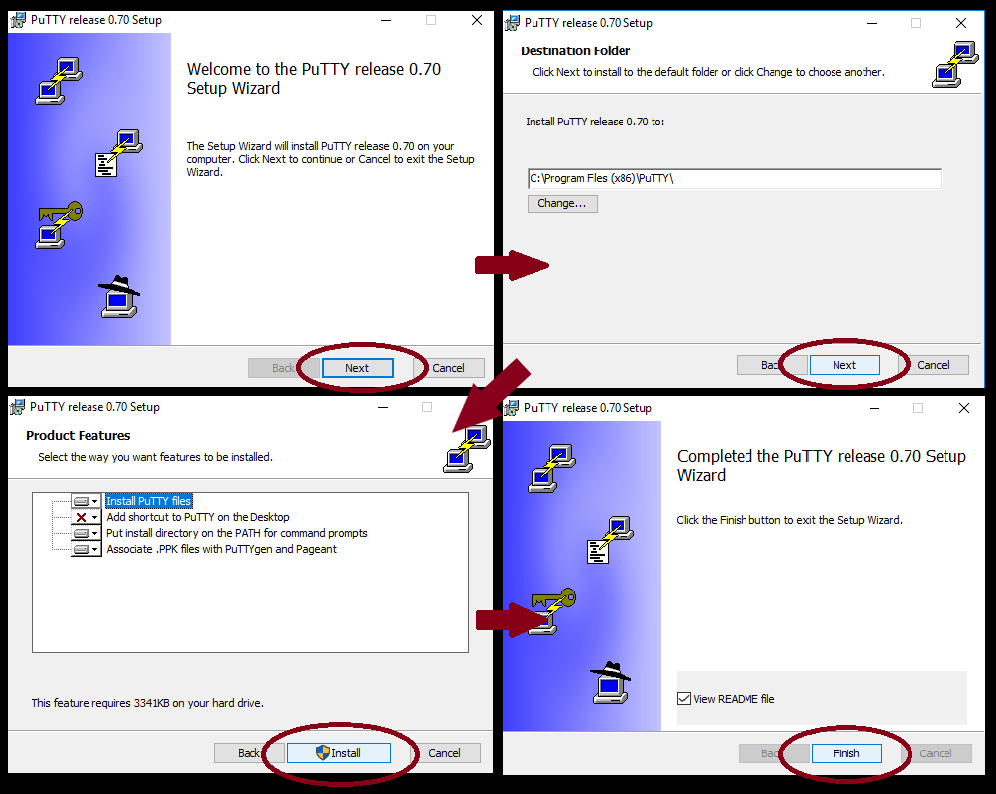 PuTTY release 0.70 Setup
Welcome to the PuTTY release 0.70
Setup Wizard
The Setup Wizard will install PuTTY release 0.70 on your
computer. Click Next to continue or Cancel to exit the Setup
Wizard.
Back
Next
Cancel
PuTTY release 0.70 Setup
Destination Folder
Click Next to install to the default folder or click Change to choose another.
Install PuTTY release 0.70 to:
C:\Program Files (x86)\PuTTY\
Change...
Back
Next
Cancel
PuTTY release 0.70 Setup
Product Features
Select the way you want features to be installed.
Install PuTTY files
Add shortcut to PuTTY on the Desktop
Put install directory on the PATH for command prompts
Associate .PPK files with PuTTYgen and Pageant
This feature requires 3341KB on your hard drive.
Back
Install
Cancel
PuTTY release 0.70 Setup
Completed the PuTTY release 0.70 Setup
Wizard
Click the Finish button to exit the Setup Wizard.
View README file
Back
Finish
Cancel